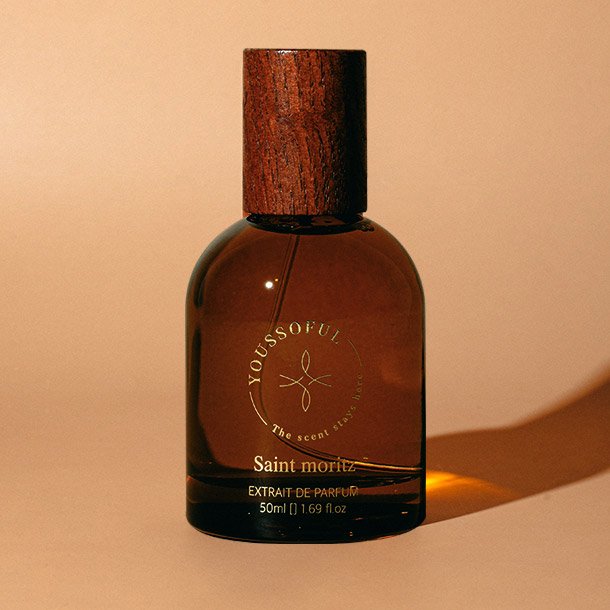 YOUSSOFUL
The scent stays here
Saint moritz
EXTRAIT DE PARFUM
50ml [] 1.69 fl.oz